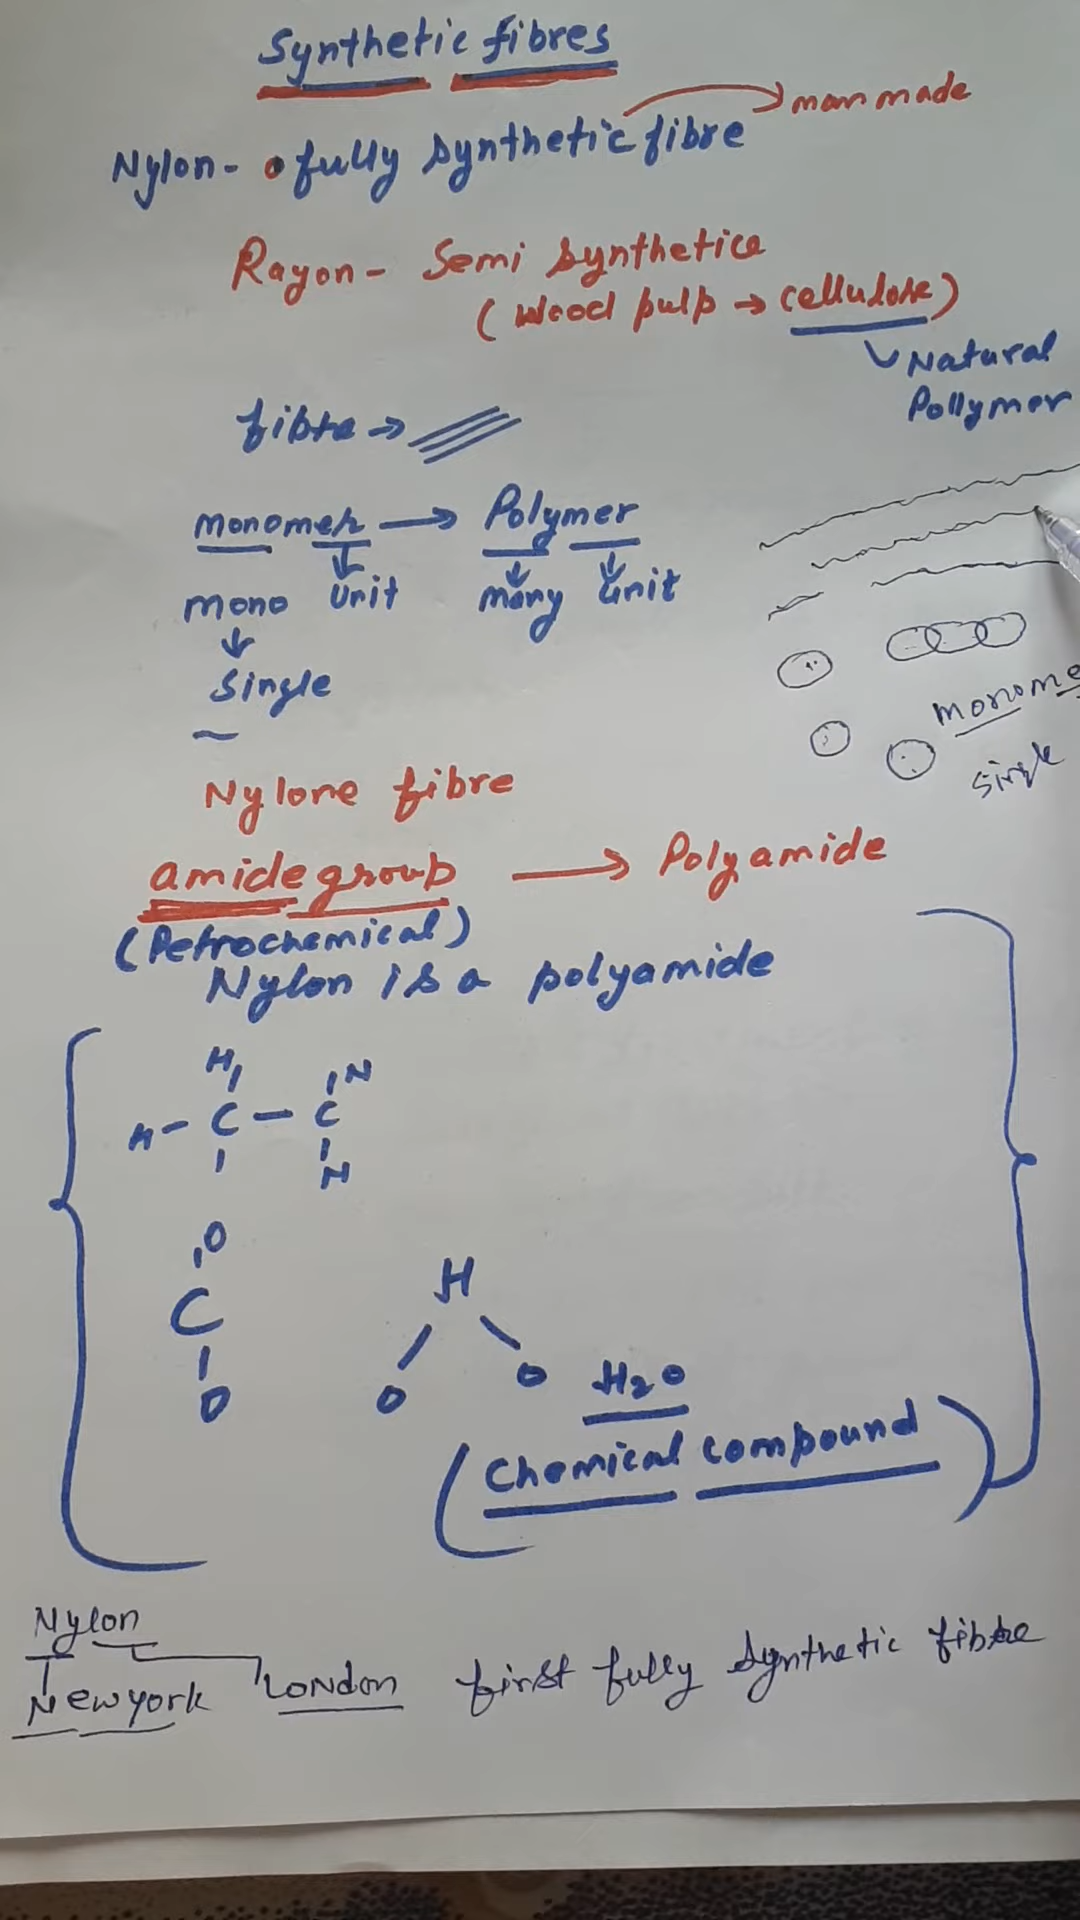 Synthetic fibres
man made
Nylon - fully synthetic fibre
Rayon - Semi synthetice
(wood pulp → cellulose)
Natural
Pollymer
fibre →
monomer → Polymer
mono unit many unit
Single
monome
Single
Nylone fibre
amide group → Polyamide
(Petrochemical)
Nylon is a polyamide
H N
H - C - C
N
O
C
O
H
O O H2O
(Chemical compound)
Nylon
Newyork London first fully synthetic fibre